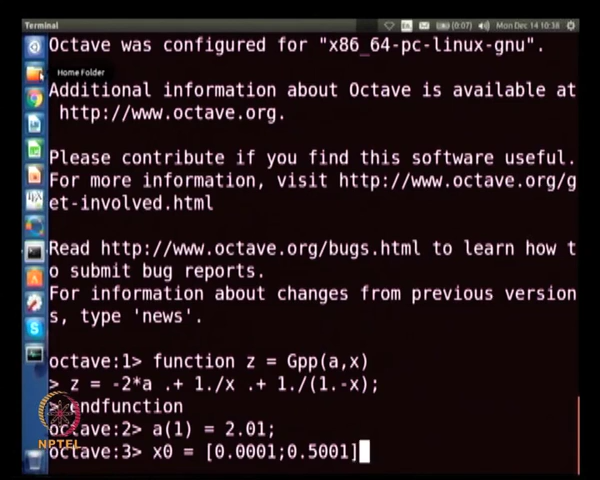 Terminal
En
(0:07)
Mon Dec 14 10:38
Octave was configured for "x86_64-pc-linux-gnu".
Home Folder
Additional information about Octave is available at
http://www.octave.org.
Please contribute if you find this software useful.
For more information, visit http://www.octave.org/g
et-involved.html
Read http://www.octave.org/bugs.html to learn how t
o submit bug reports.
For information about changes from previous version
s, type 'news'.
octave:1> function z = Gpp(a,x)
> z = -2*a .+ 1./x .+ 1./(1.-x);
> endfunction
octave:2> a(1) = 2.01;
octave:3> x0 = [0.0001;0.5001]
NPTEL